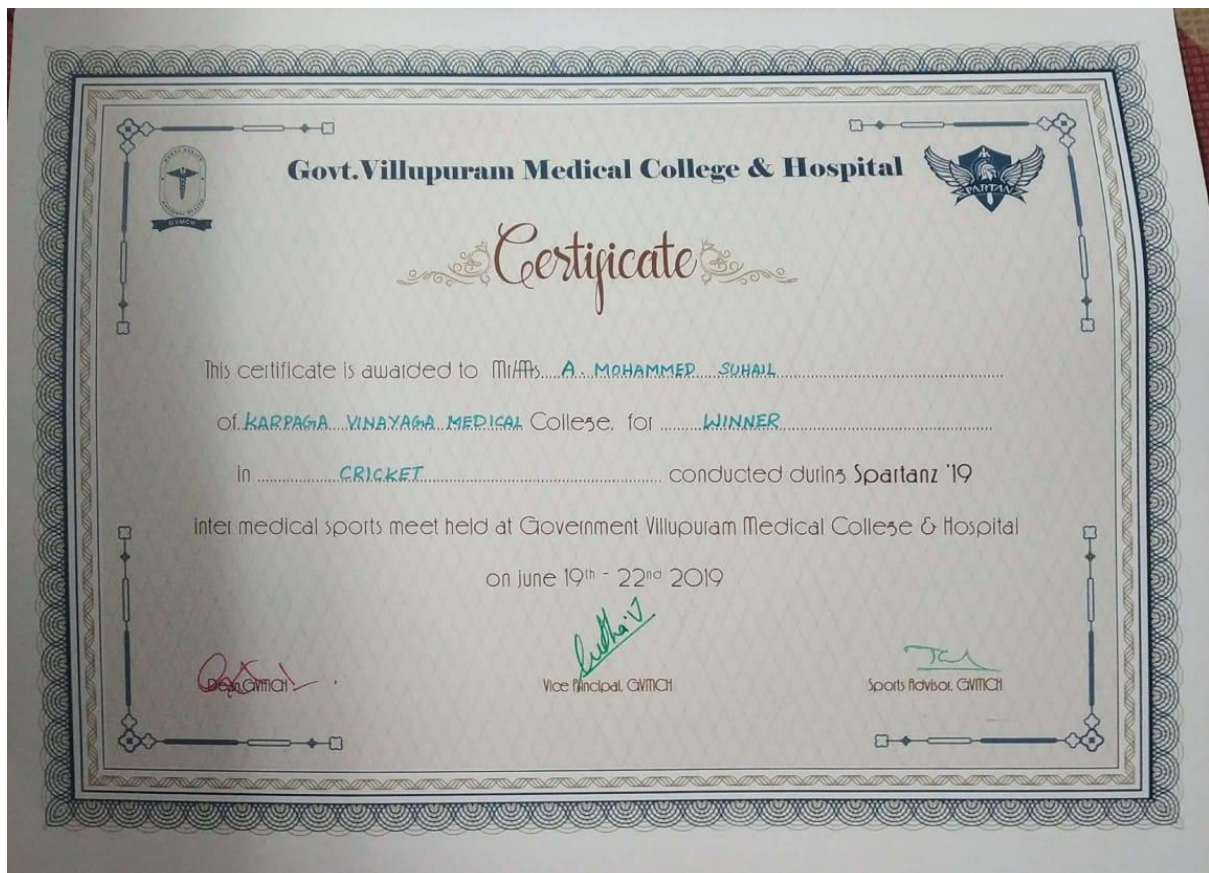 Govt.Villupuram Medical College & Hospital
GVMCH
SPARTANZ
Certificate
This certificate is awarded to Mr/Ms....A. MOHAMMED SUHAIL
of KARPAGA VINAYAGA MEDICAL College, for ........WINNER
in ..................CRICKET.................. conducted during Spartanz '19
inter medical sports meet held at Government Villupuram Medical College & Hospital
on june 19th - 22nd 2019
Sudha V
Dean, GVMCH
Vice Principal, GVMCH
Sports Advisor, GVMCH